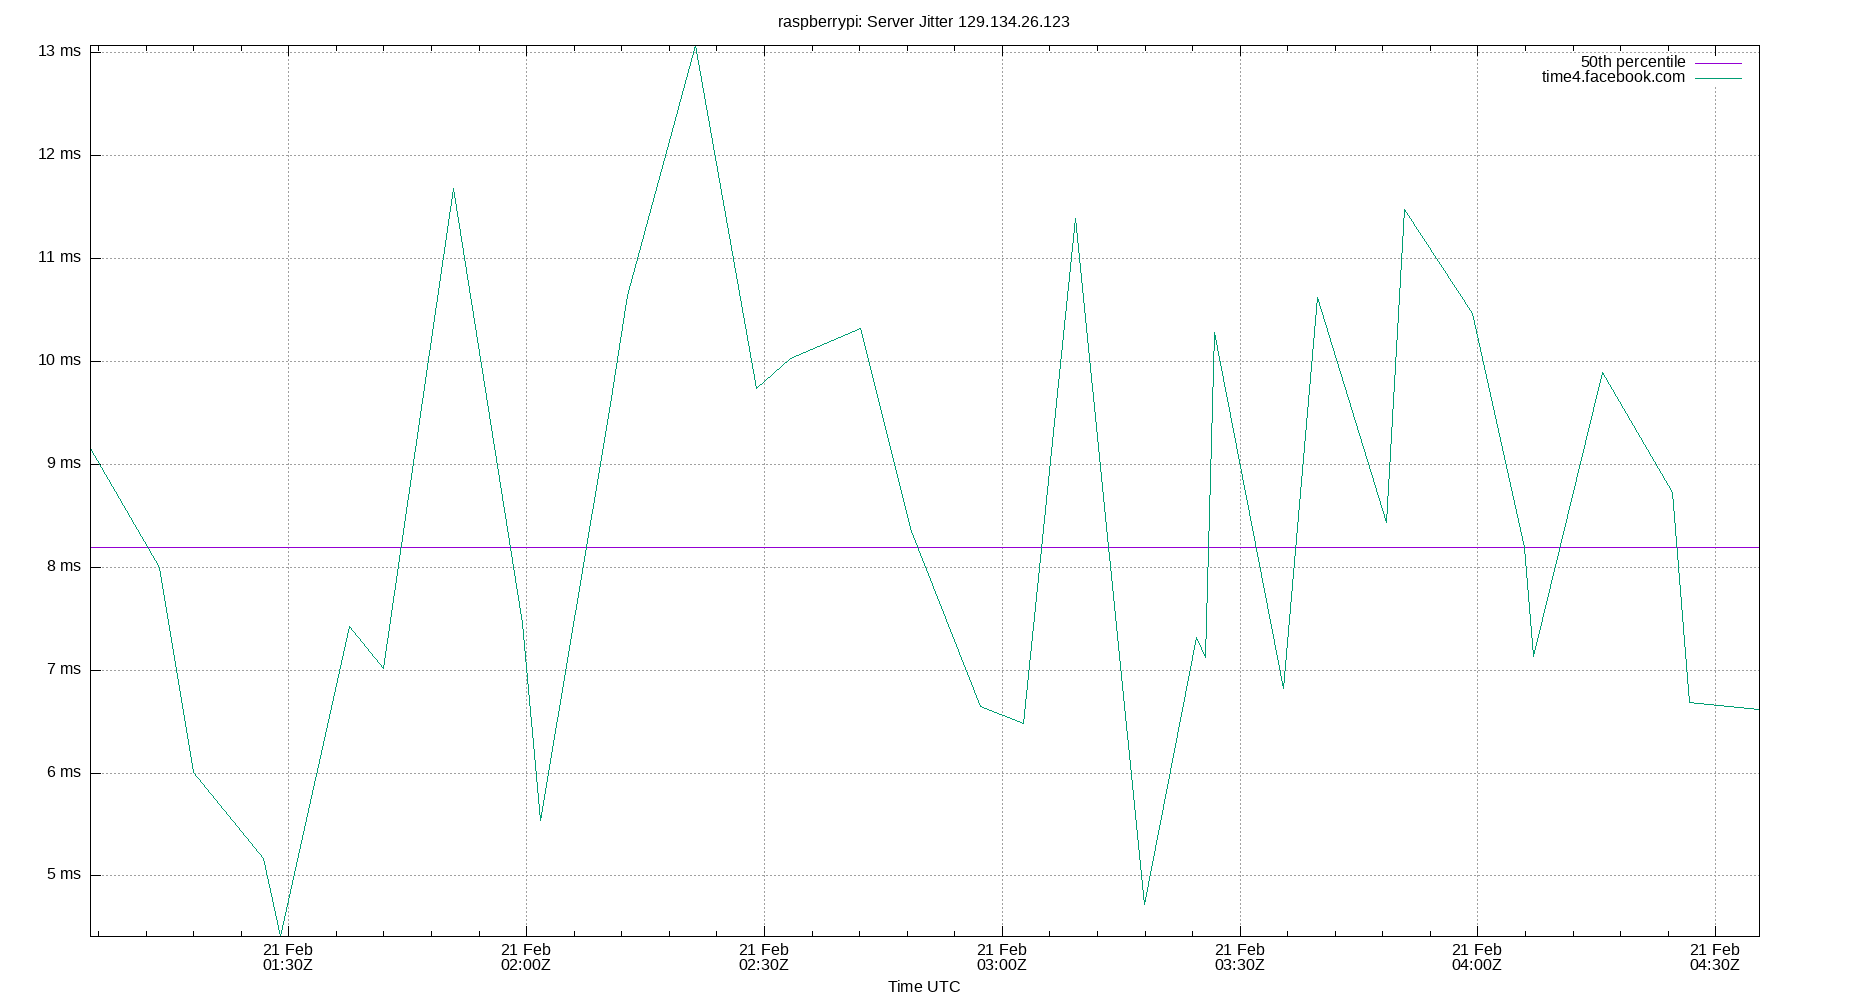 raspberrypi: Server Jitter 129.134.26.123
13 ms
12 ms
11 ms
10 ms
9 ms
8 ms
7 ms
6 ms
5 ms
50th percentile
time4.facebook.com
21 Feb
01:30Z
21 Feb
02:00Z
21 Feb
02:30Z
21 Feb
03:00Z
21 Feb
03:30Z
21 Feb
04:00Z
21 Feb
04:30Z
Time UTC